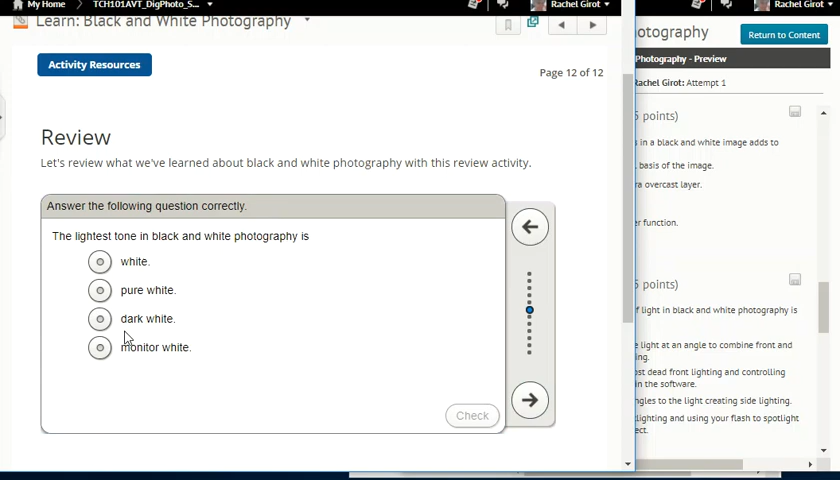 My Home
TCH101AVT_DigPhoto_S...
Rachel Girot
Rachel Girot
Learn: Black and White Photography
otography
Return to Content
Photography - Preview
Activity Resources
Page 12 of 12
Rachel Girot: Attempt 1
5 points)
Review
s in a black and white image adds to
Let's review what we've learned about black and white photography with this review activity.
basis of the image.
ra overcast layer.
Answer the following question correctly.
er function.
The lightest tone in black and white photography is
white.
pure white.
dark white.
monitor white.
Check
5 points)
f light in black and white photography is
e light at an angle to combine front and
ng.
ost dead front lighting and controlling
in the software.
ngles to the light creating side lighting.
lighting and using your flash to spotlight
ect.